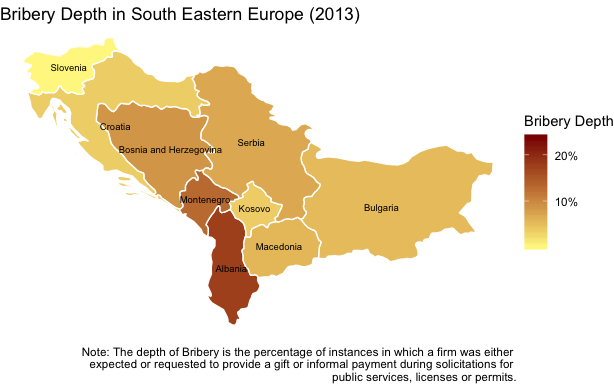 Bribery Depth in South Eastern Europe (2013)
Slovenia
Croatia
Bosnia and Herzegovina
Serbia
Montenegro
Kosovo
Bulgaria
Macedonia
Albania
Bribery Depth
20%
10%
Note: The depth of Bribery is the percentage of instances in which a firm was either
expected or requested to provide a gift or informal payment during solicitations for
public services, licenses or permits.